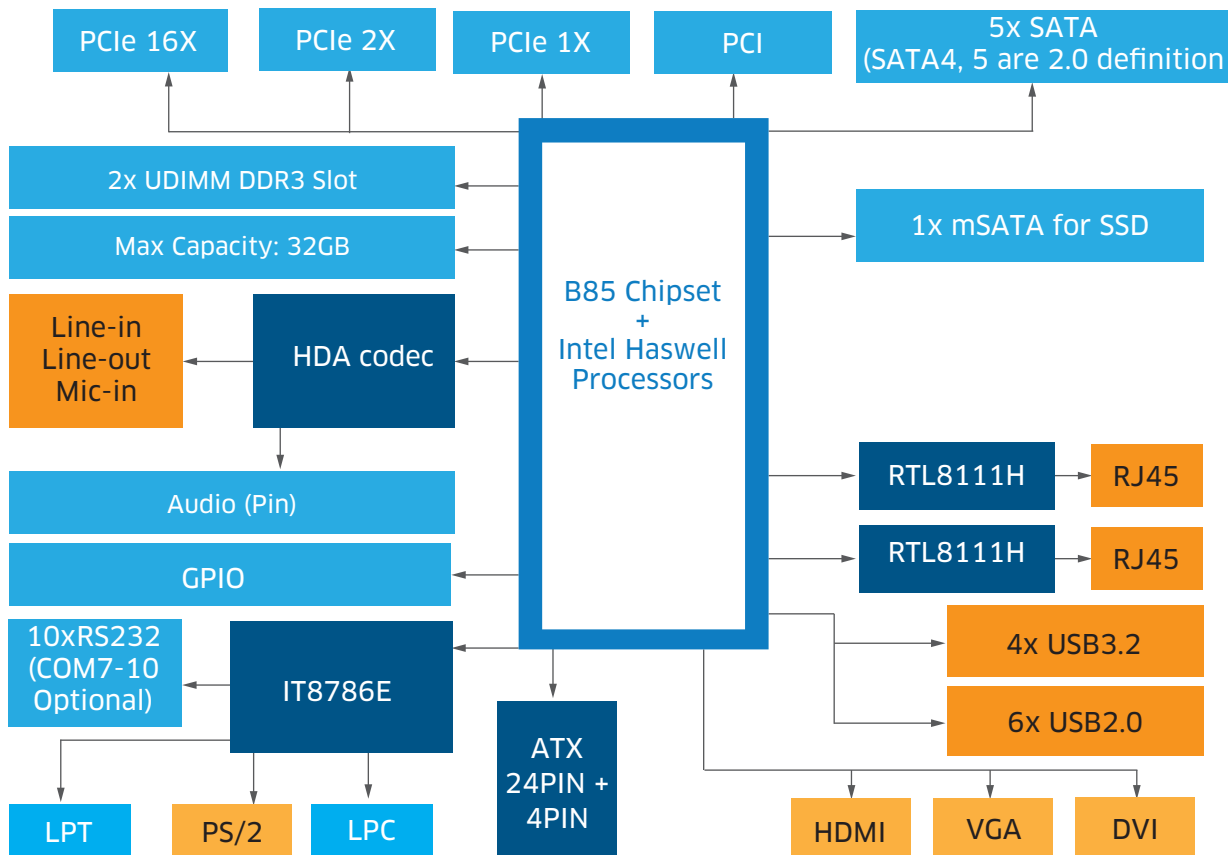 PCIe 16X
PCIe 2X
PCIe 1X
PCI
5x SATA
(SATA4, 5 are 2.0 definition
2x UDIMM DDR3 Slot
Max Capacity: 32GB
1x mSATA for SSD
B85 Chipset
+
Intel Haswell
Processors
Line-in
Line-out
Mic-in
HDA codec
Audio (Pin)
GPIO
RTL8111H
RJ45
RTL8111H
RJ45
10xRS232
(COM7-10
Optional)
IT8786E
4x USB3.2
6x USB2.0
ATX
24PIN +
4PIN
LPT
PS/2
LPC
HDMI
VGA
DVI